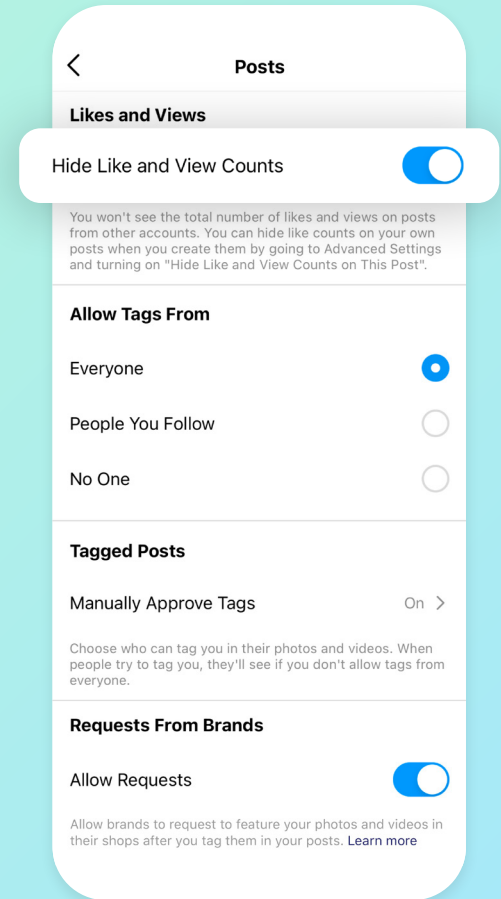 Posts
Likes and Views
Hide Like and View Counts
You won't see the total number of likes and views on posts
from other accounts. You can hide like counts on your own
posts when you create them by going to Advanced Settings
and turning on "Hide Like and View Counts on This Post".
Allow Tags From
Everyone
People You Follow
No One
Tagged Posts
Manually Approve Tags On
Choose who can tag you in their photos and videos. When
people try to tag you, they'll see if you don't allow tags from
everyone.
Requests From Brands
Allow Requests
Allow brands to request to feature your photos and videos in
their shops after you tag them in your posts. Learn more